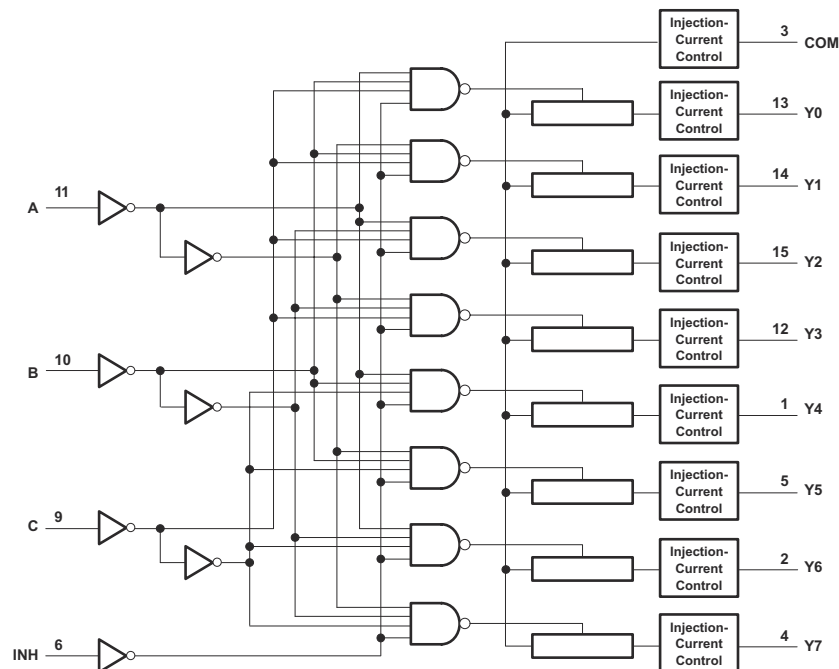 Injection-
Current
Control
3
COM
Injection-
Current
Control
13
Y0
Injection-
Current
Control
14
Y1
11
A
Injection-
Current
Control
15
Y2
Injection-
Current
Control
12
Y3
10
B
Injection-
Current
Control
1
Y4
Injection-
Current
Control
5
Y5
9
C
Injection-
Current
Control
2
Y6
6
INH
Injection-
Current
Control
4
Y7